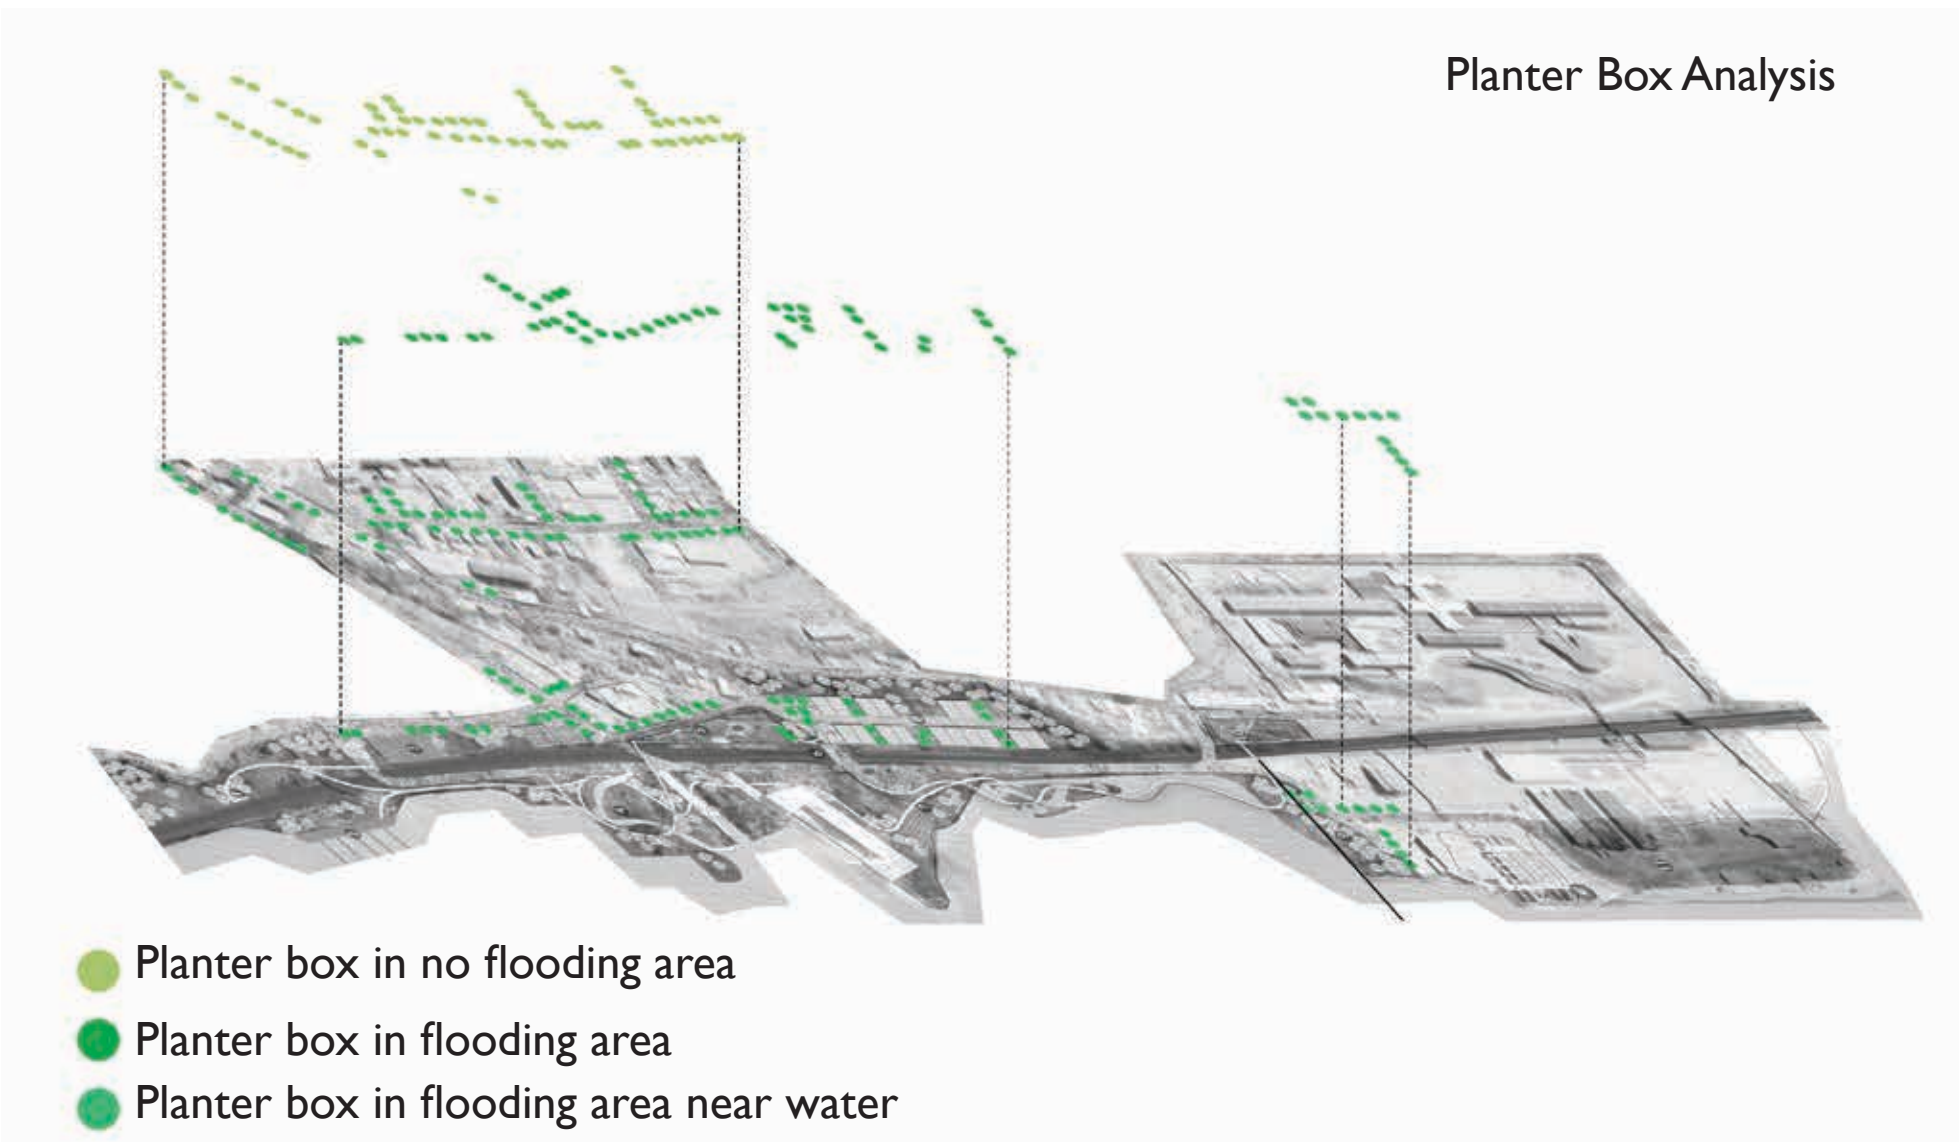 Planter Box Analysis
Planter box in no flooding area
Planter box in flooding area
Planter box in flooding area near water